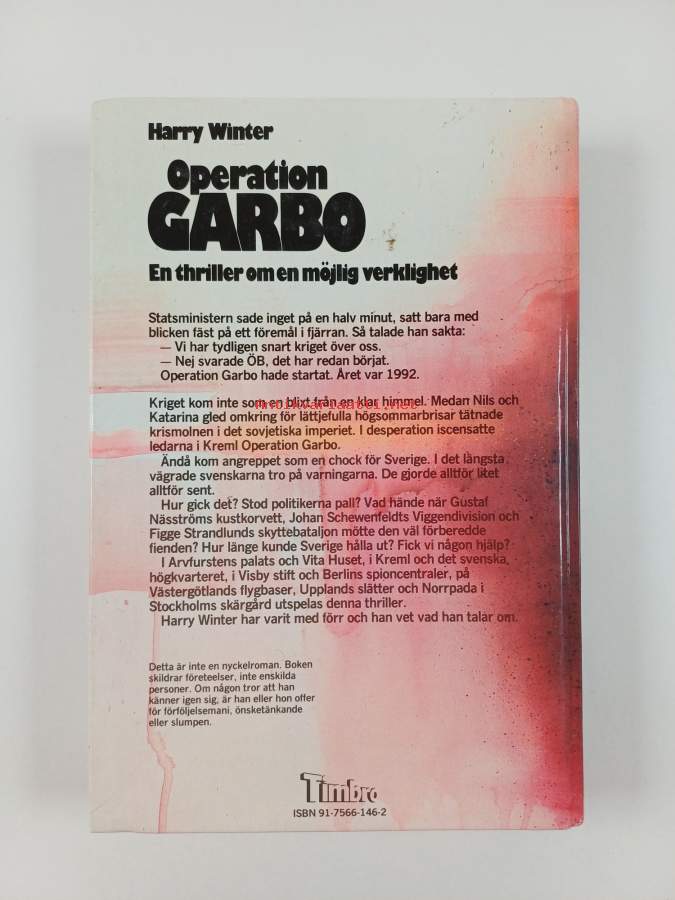 Harry Winter
Operation
GARBO
En thriller om en möjlig verklighet
Statsministern sade inget på en halv minut, satt bara med
blicken fäst på ett föremål i fjärran. Så talade han sakta:
— Vi har tydligen snart kriget över oss.
— Nej svarade ÖB, det har redan börjat.
Operation Garbo hade startat. Året var 1992.
Kriget kom inte som en blixt från en klar himmel. Medan Nils och
Katarina gled omkring för lättjefulla högsommarbrisar tätnade
krismolnen i det sovjetiska imperiet. I desperation iscensatte
ledarna i Kreml Operation Garbo.
Ändå kom angreppet som en chock för Sverige. I det längsta
vägrade svenskarna tro på varningarna. De gjorde alltför litet
alltför sent.
Hur gick det? Stod politikerna pall? Vad hände när Gustaf
Näsströms kustkorvett, Johan Schewenfeldts Viggendivision och
Figge Strandlunds skyttebataljon mötte den väl förberedde
fienden? Hur länge kunde Sverige hålla ut? Fick vi någon hjälp?
I Arvfurstens palats och Vita Huset, i Kreml och det svenska
högkvarteret, i Visby stift och Berlins spioncentraler, på
Västergötlands flygbaser, Upplands slätter och Norrpada i
Stockholms skärgård utspelas denna thriller.
Harry Winter har varit med förr och han vet vad han talar om.
Detta är inte en nyckelroman. Boken
skildrar företeelser, inte enskilda
personer. Om någon tror att han
känner igen sig, är han eller hon offer
för förföljelsemani, önsketänkande
eller slumpen.
Timbro
ISBN 91-7566-146-2